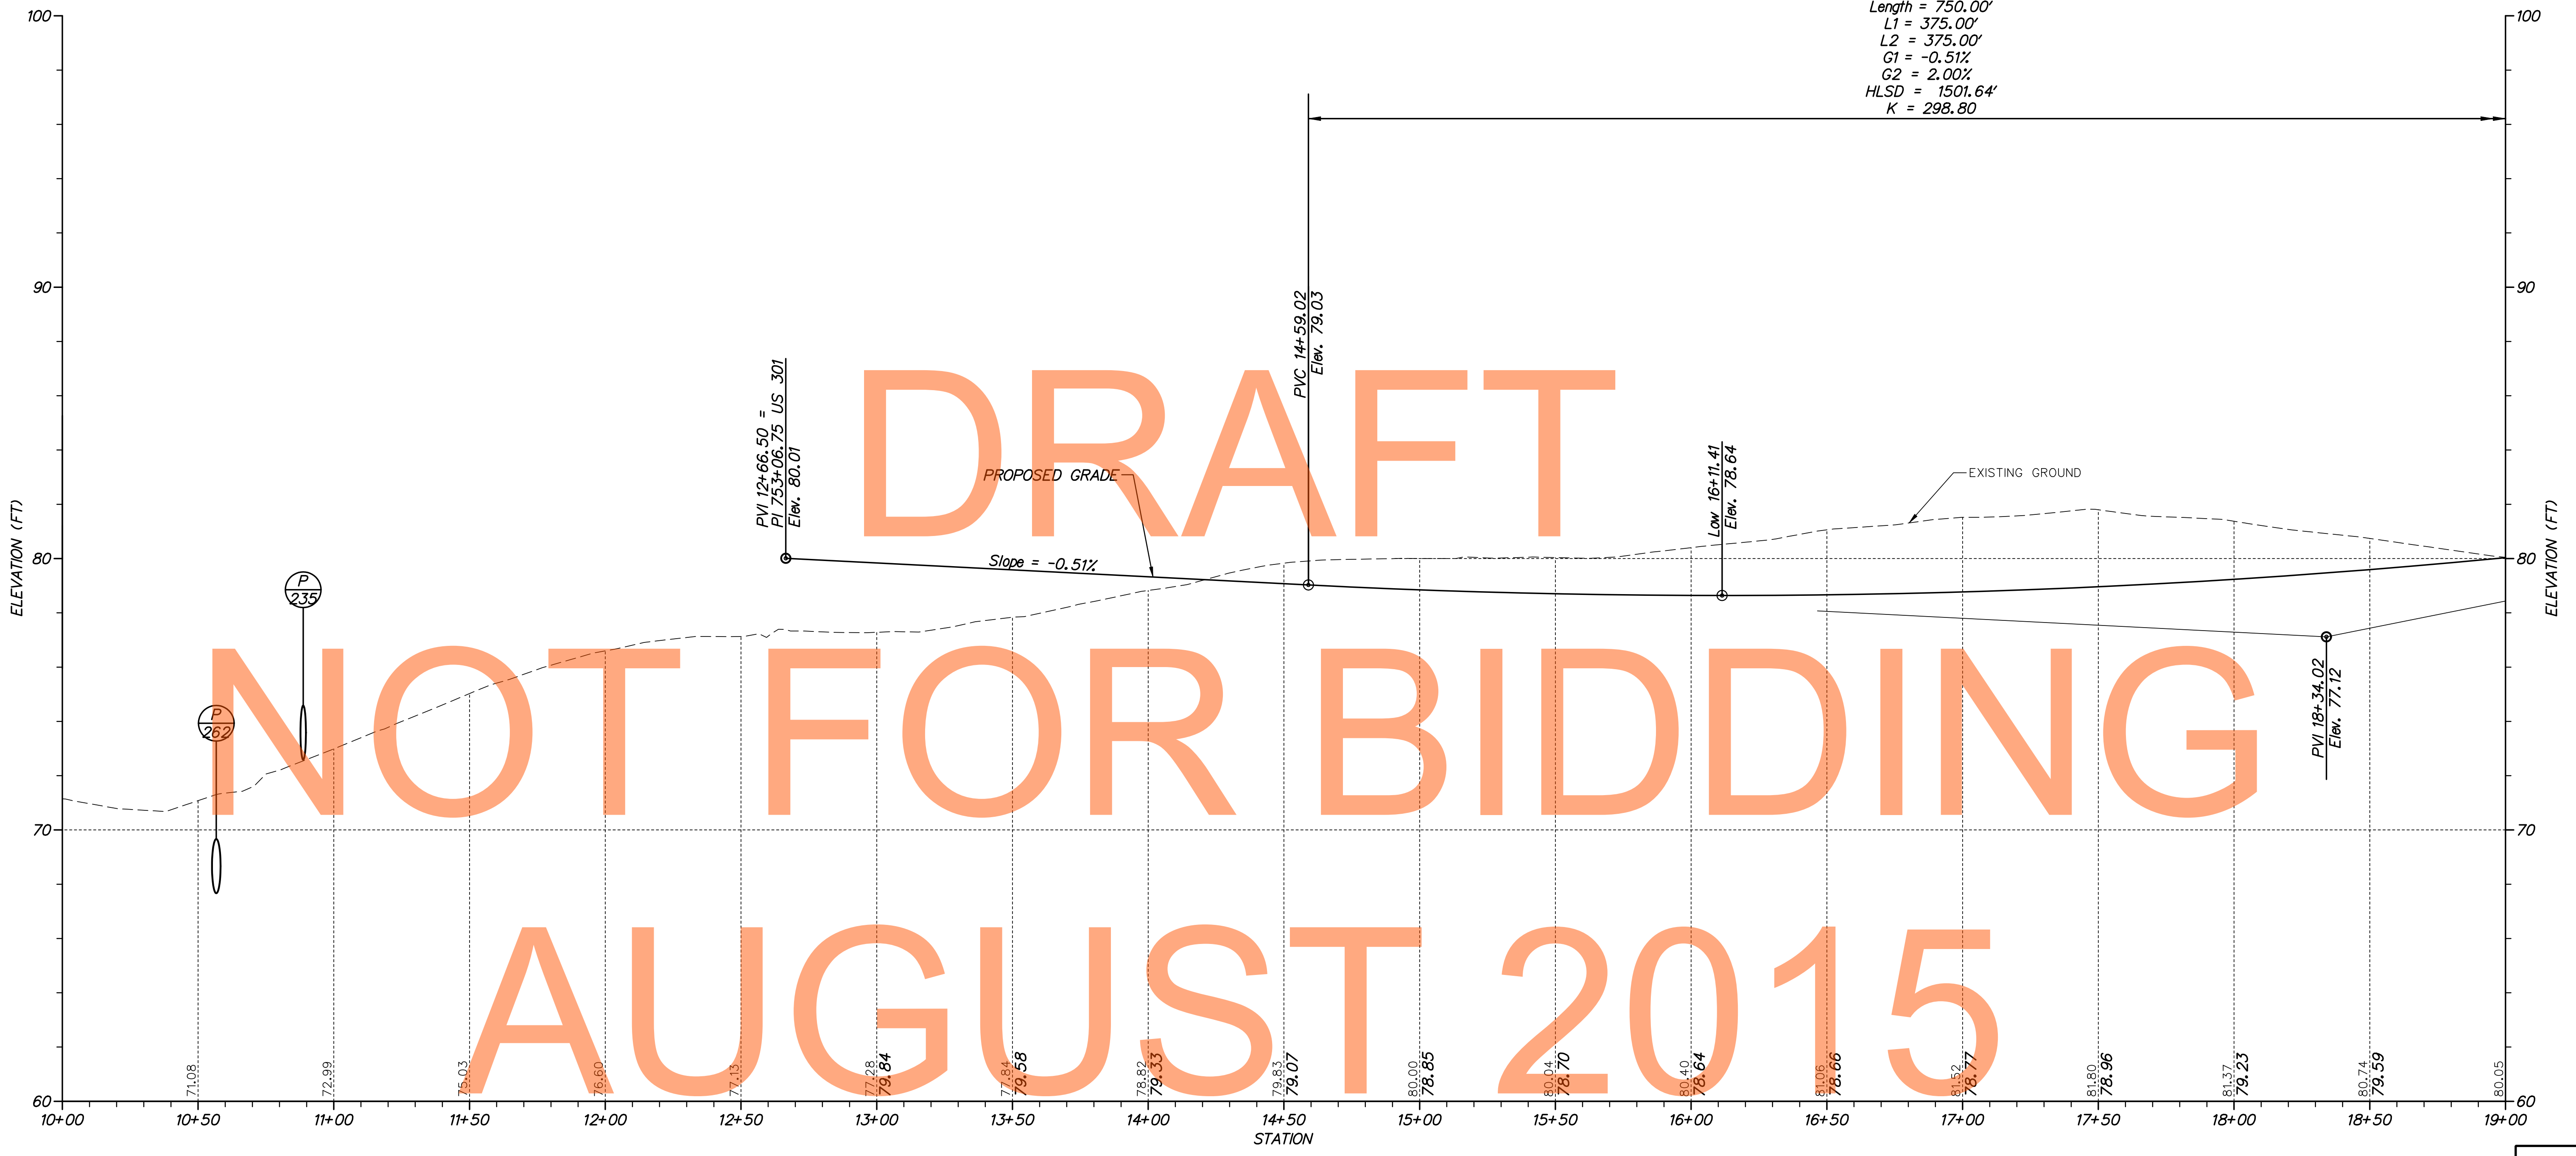 Length = 750.00'
L1 = 375.00'
L2 = 375.00'
G1 = -0.51%
G2 = 2.00%
HLSD = 1501.64'
K = 298.80
100
100
90
90
80
80
70
70
60
60
ELEVATION (FT)
ELEVATION (FT)
PVI 12+66.50 =
PI 753+06.75 US 301
Elev. 80.01
PROPOSED GRADE
Slope = -0.51%
PVC 14+59.02
Elev. 79.03
Low 16+11.41
Elev. 78.64
EXISTING GROUND
PVI 18+34.02
Elev. 77.12
P
235
P
262
DRAFT
NOT FOR BIDDING
AUGUST 2015
71.08
72.99
75.03
76.60
77.13
77.28
79.84
77.84
79.58
78.82
79.33
79.83
79.07
80.00
78.85
80.04
78.70
80.40
78.64
81.06
78.66
81.52
78.77
81.80
78.96
81.37
79.23
80.74
79.59
80.05
10+00
10+50
11+00
11+50
12+00
12+50
13+00
13+50
14+00
14+50
15+00
15+50
16+00
16+50
17+00
17+50
18+00
18+50
19+00
STATION